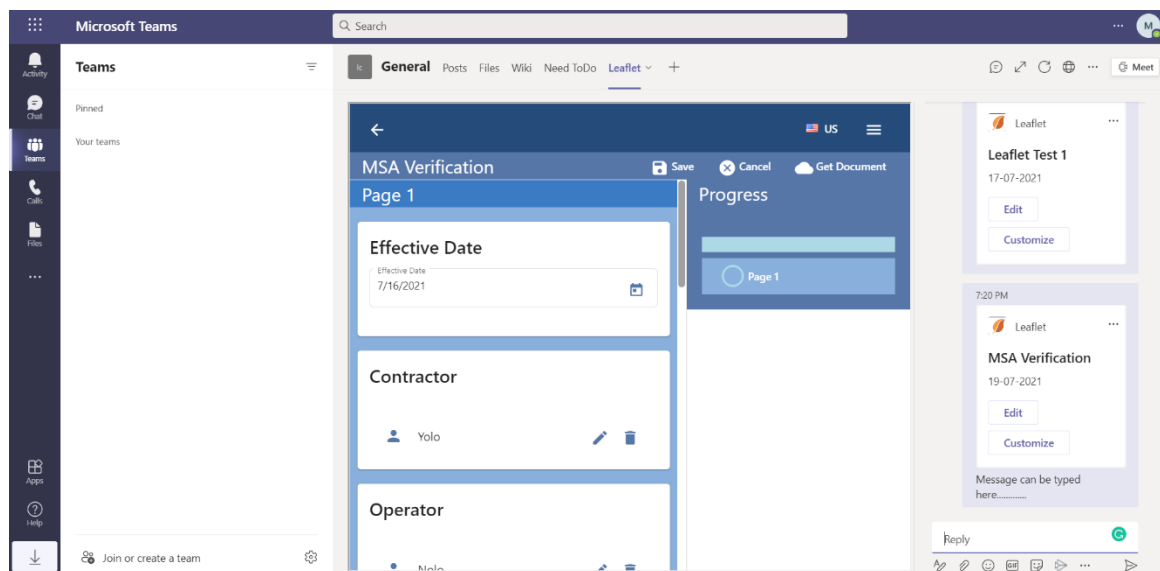 Microsoft Teams
Search
M
Activity
Chat
Teams
Calls
Files
Apps
Help
Teams
Pinned
Your teams
Join or create a team
lc General Posts Files Wiki Need ToDo Leaflet
Meet
US
MSA Verification Save Cancel Get Document
Page 1
Effective Date
Effective Date
7/16/2021
Contractor
Yolo
Operator
Nolo
Progress
Page 1
Leaflet
Leaflet Test 1
17-07-2021
Edit
Customize
7:20 PM
Leaflet
MSA Verification
19-07-2021
Edit
Customize
Message can be typed
here.............
Reply
GIF